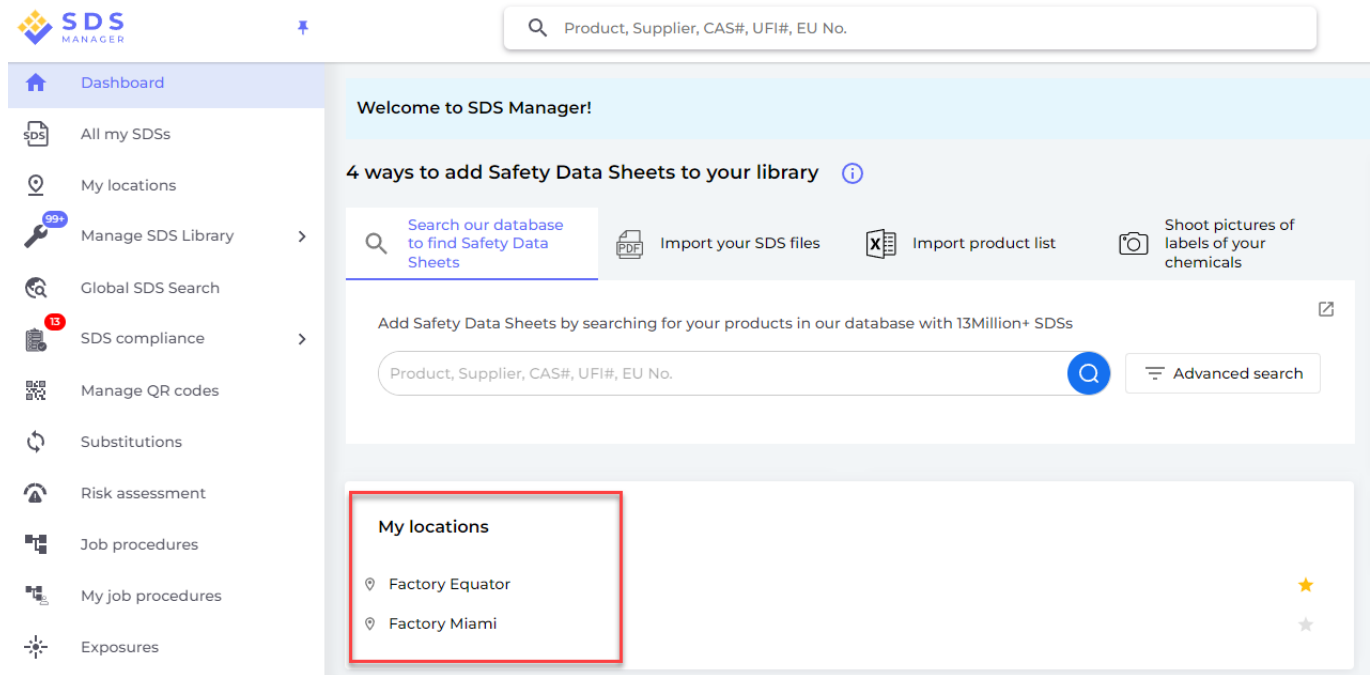 SDS
MANAGER
Product, Supplier, CAS#, UFI#, EU No.
Dashboard
SDS
All my SDSs
My locations
99+
Manage SDS Library
Global SDS Search
13
SDS compliance
Manage QR codes
Substitutions
Risk assessment
Job procedures
My job procedures
Exposures
Welcome to SDS Manager!
4 ways to add Safety Data Sheets to your library
Search our database
to find Safety Data
Sheets
PDF
Import your SDS files
X
Import product list
Shoot pictures of
labels of your
chemicals
Add Safety Data Sheets by searching for your products in our database with 13Million+ SDSs
Product, Supplier, CAS#, UFI#, EU No.
Advanced search
My locations
Factory Equator
Factory Miami